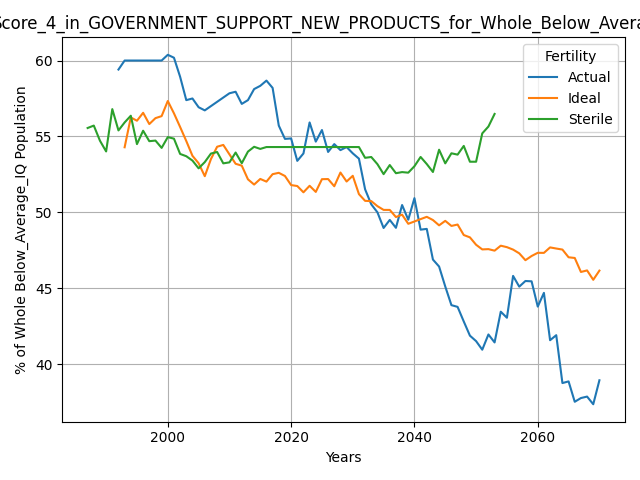 Score_4_in_GOVERNMENT_SUPPORT_NEW_PRODUCTS_for_Whole_Below_Avera
Fertility
Actual
Ideal
Sterile
% of Whole Below_Average_IQ Population
60
55
50
45
40
2000
2020
2040
2060
Years